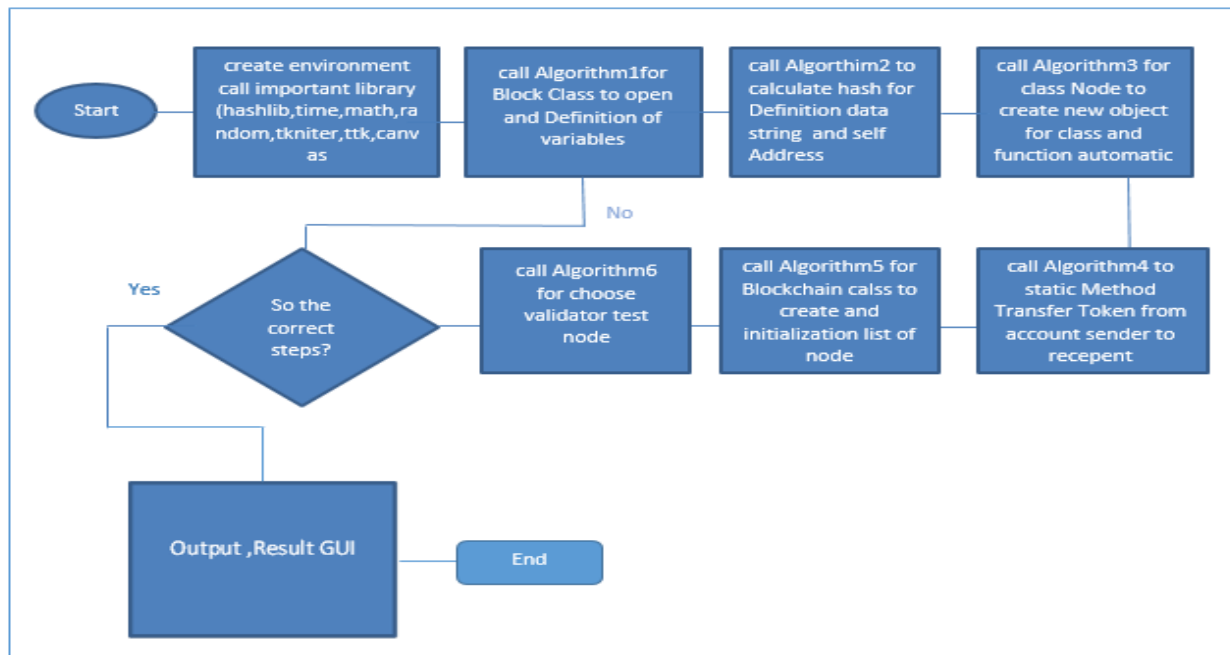 Start
create environment
call important library
(hashlib,time,math,ra
ndom,tkniter,ttk,canv
as
call Algorithm1for
Block Class to open
and Definition of
variables
call Algorthim2 to
calculate hash for
Definition data
string and self
Address
call Algorithm3 for
class Node to
create new object
for class and
function automatic
No
Yes
So the
correct
steps?
call Algorithm6
for choose
validator test
node
call Algorithm5 for
Blockchain calss to
create and
initialization list of
node
call Algorithm4 to
static Method
Transfer Token from
account sender to
recepent
Output ,Result GUI
End